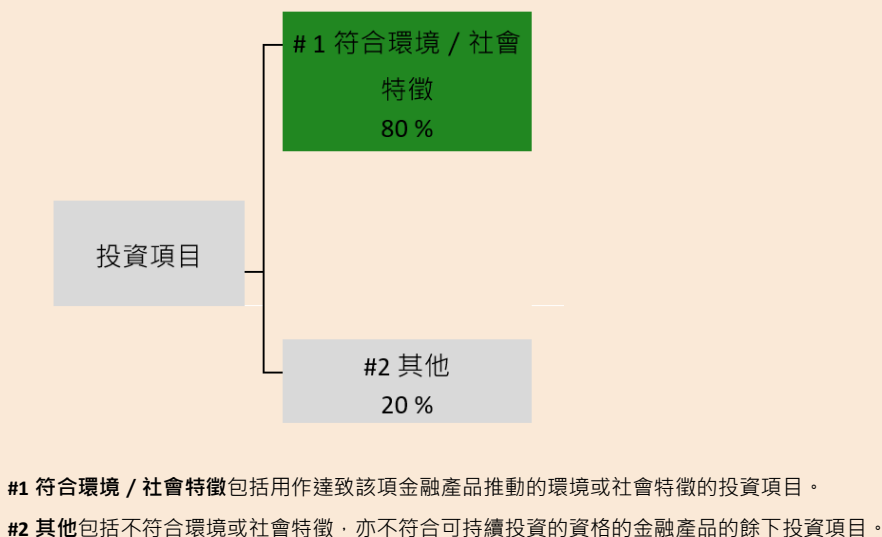 # 1 符合環境 / 社會
特徵
80 %
投資項目
#2 其他
20 %
#1 符合環境 / 社會特徵包括用作達致該項金融產品推動的環境或社會特徵的投資項目。
#2 其他包括不符合環境或社會特徵，亦不符合可持續投資的資格的金融產品的餘下投資項目。